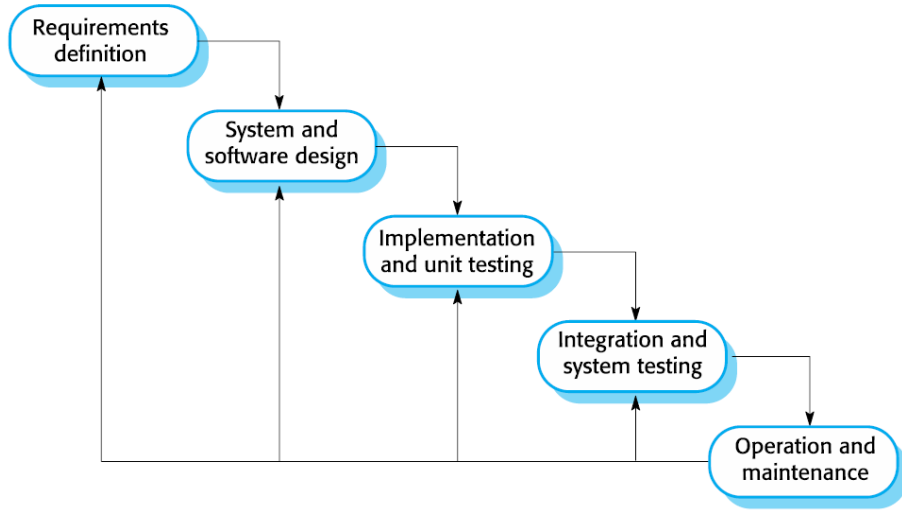 Requirements
definition
System and
software design
Implementation
and unit testing
Integration and
system testing
Operation and
maintenance